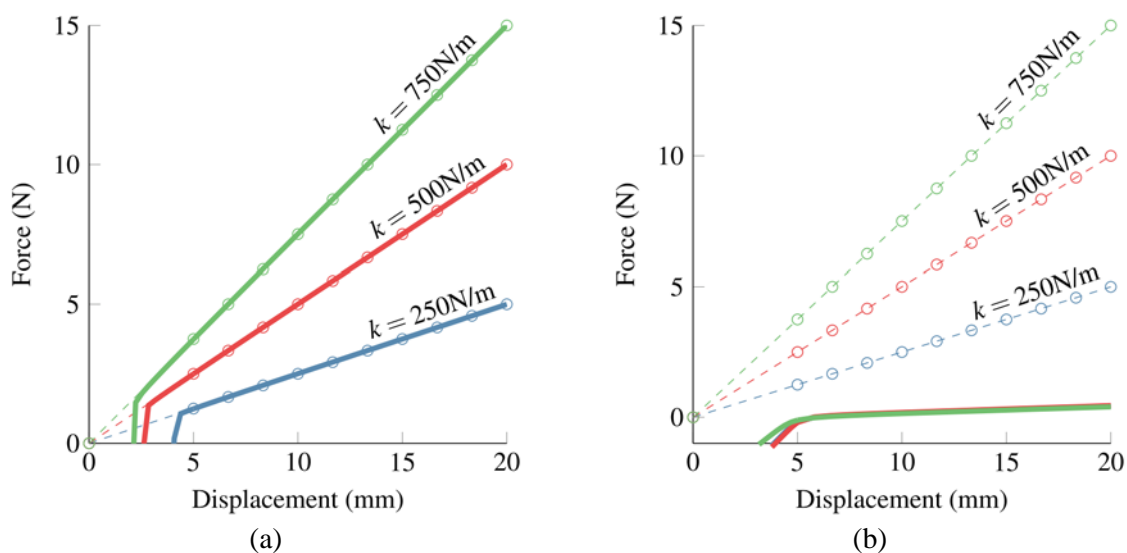 15
10
5
0
Force (N)
k = 750N/m
k = 500N/m
k = 250N/m
0
5
10
15
20
Displacement (mm)
(a)
15
10
5
0
Force (N)
k = 750N/m
k = 500N/m
k = 250N/m
0
5
10
15
20
Displacement (mm)
(b)